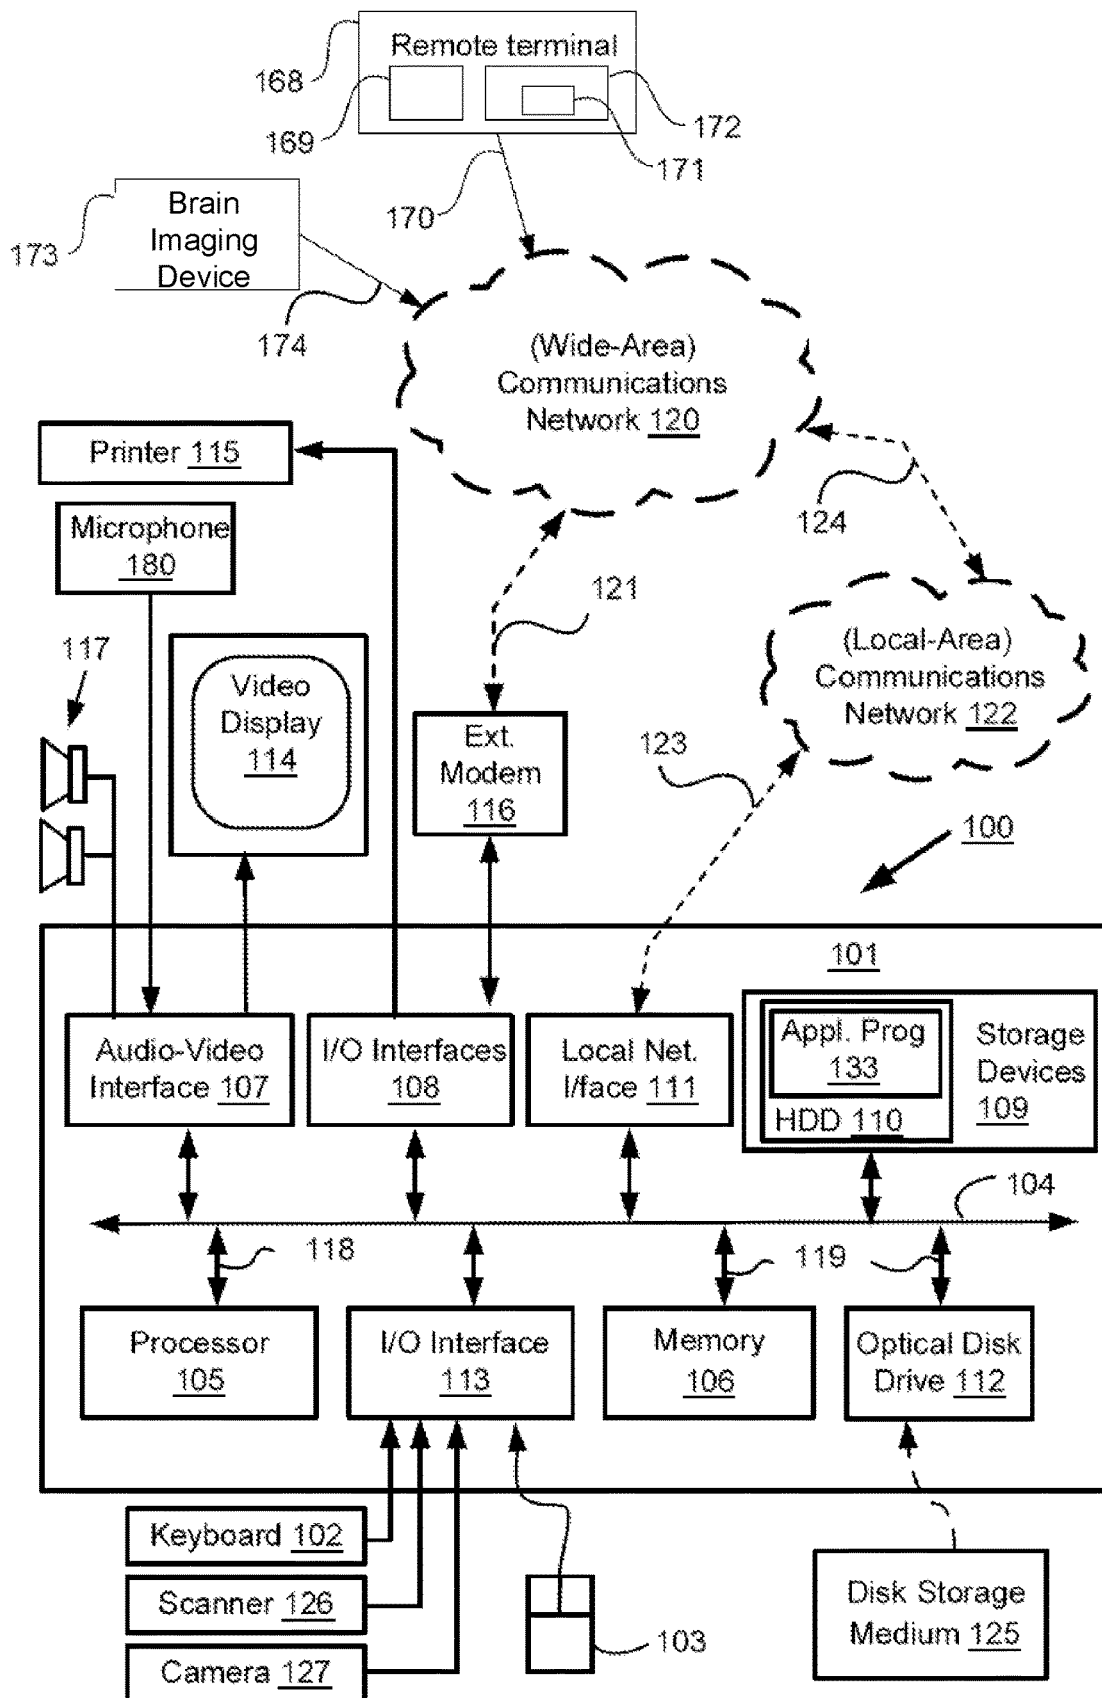 Remote terminal
168
169
172
171
170
173
Brain
Imaging
Device
174
(Wide-Area)
Communications
Network 120
Printer 115
124
Microphone
180
121
117
Video
Display
114
(Local-Area)
Communications
Network 122
Ext.
Modem
116
123
100
101
Audio-Video
Interface 107
I/O Interfaces
108
Local Net.
I/face 111
Appl. Prog
133
HDD 110
Storage
Devices
109
104
118
119
Processor
105
I/O Interface
113
Memory
106
Optical Disk
Drive 112
Keyboard 102
Scanner 126
Camera 127
103
Disk Storage
Medium 125